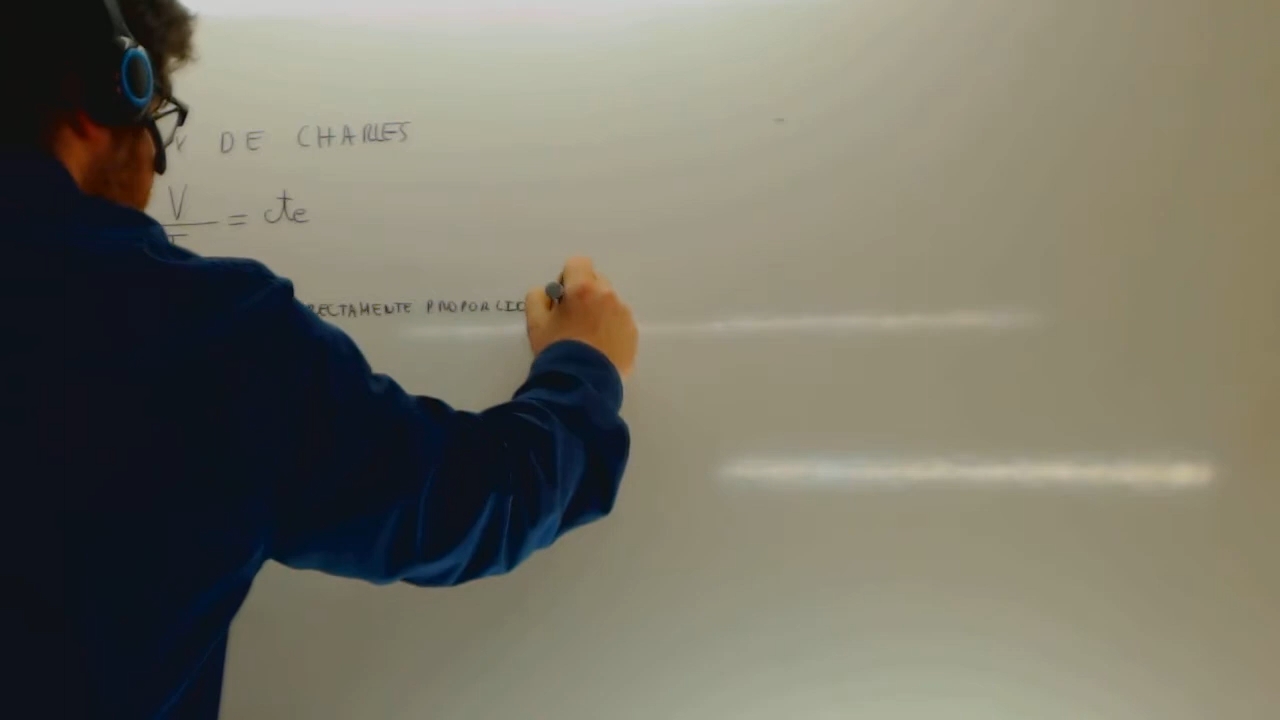 DE CHARLES
V
= cte
T
RECTAMENTE PROPORCIO